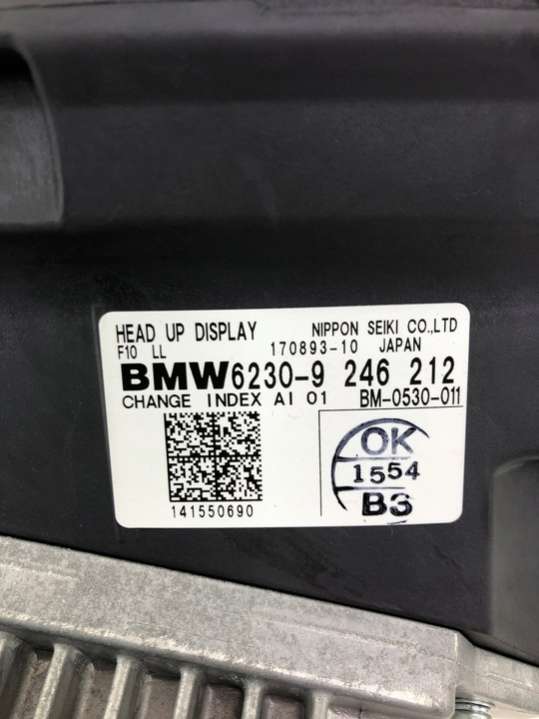 HEAD UP DISPLAY NIPPON SEIKI CO.,LTD
F10 LL 170893-10 JAPAN
BMW6230-9 246 212
CHANGE INDEX AI 01 BM-0530-011
OK
1554
B3
141550690